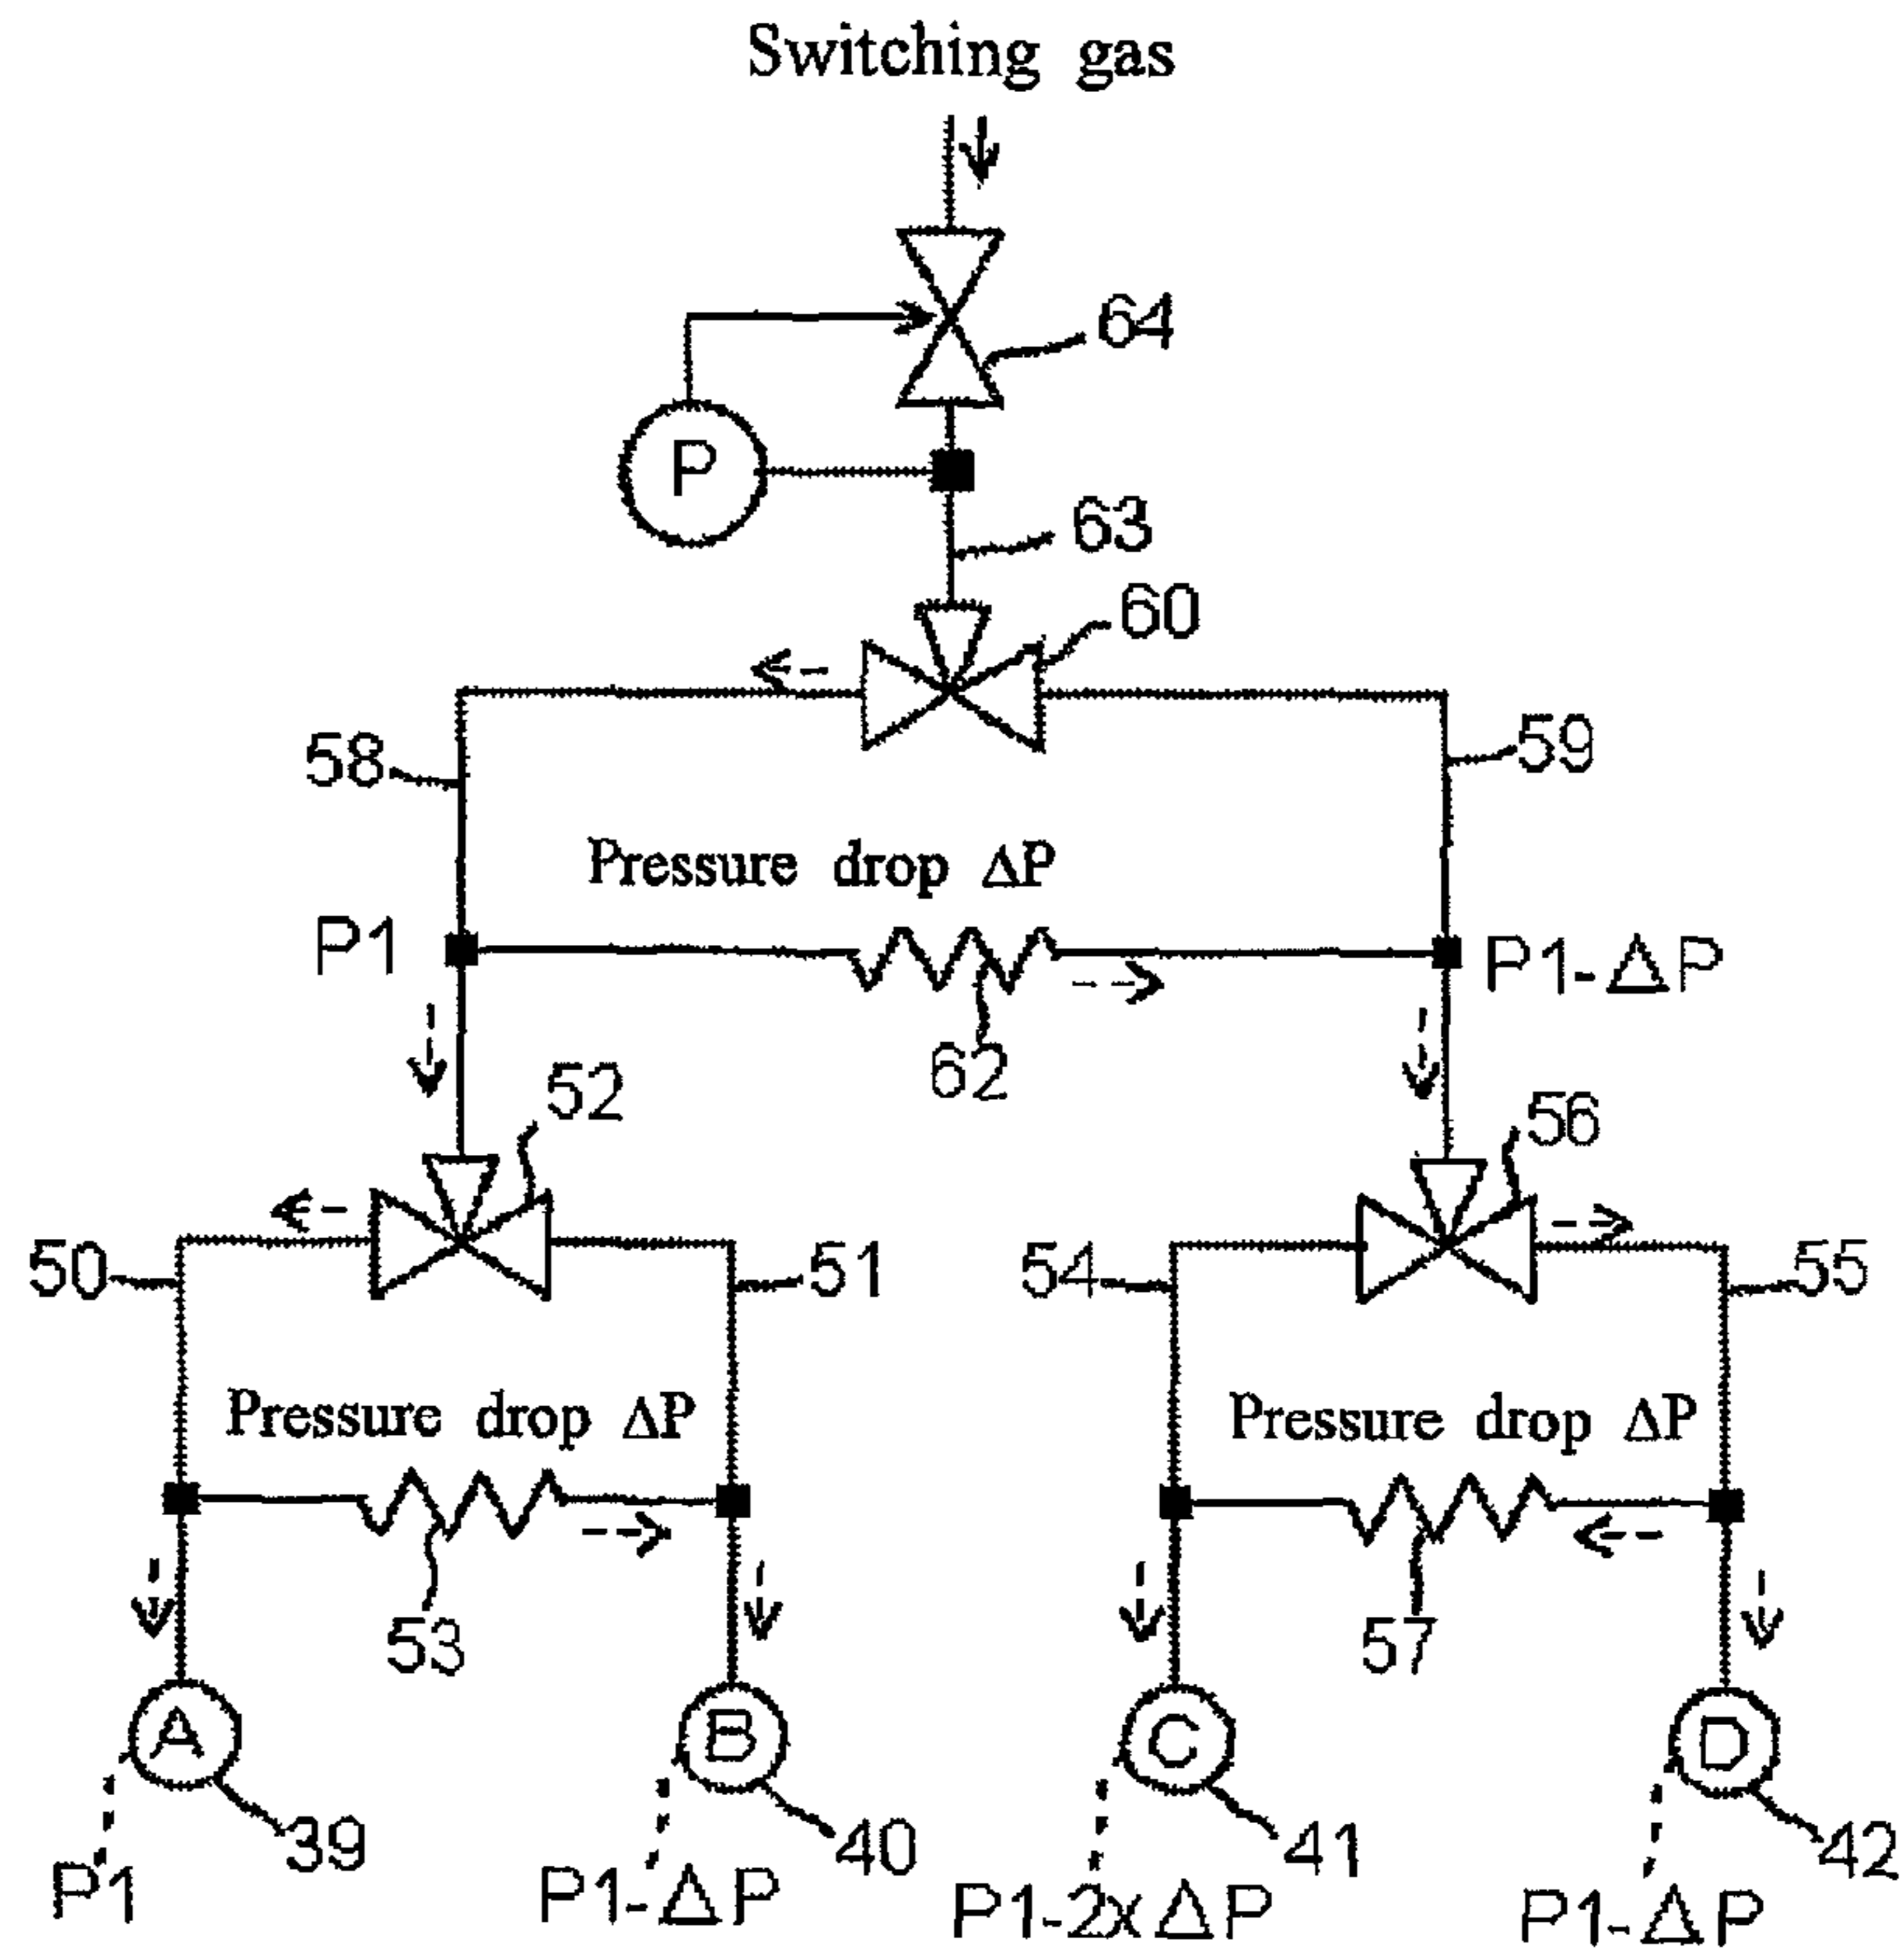 Switching gas
64
P
63
60
58
59
Pressure drop ΔP
P1
P1-ΔP
62
52
56
50
51
54
55
Pressure drop ΔP
Pressure drop ΔP
53
57
A
B
C
D
39
40
41
42
P1
P1-ΔP
P1-2xΔP
P1-ΔP